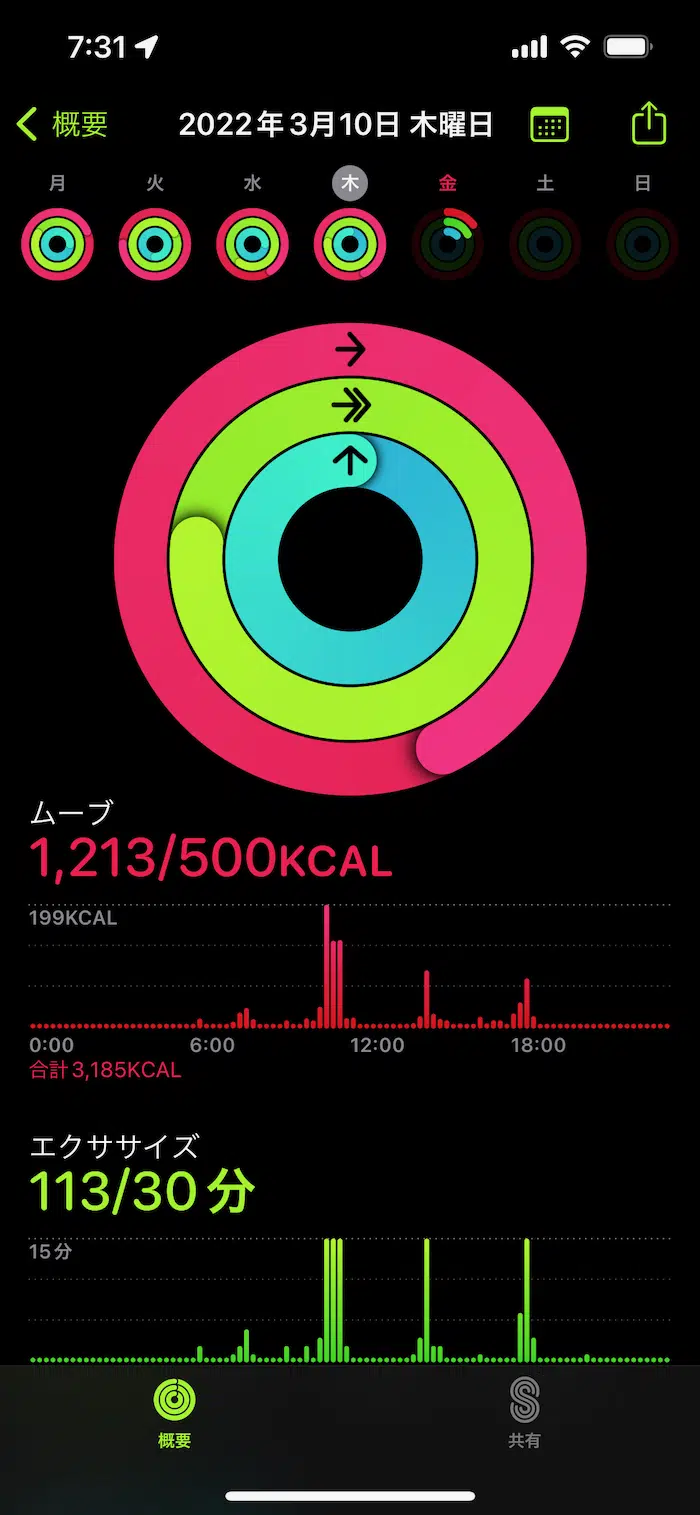 7:31
概要 2022年3月10日 木曜日
月 火 水 木 金 土 日
ムーブ
1,213/500KCAL
199KCAL
0:00 6:00 12:00 18:00
合計3,185KCAL
エクササイズ
113/30分
15分
概要 共有